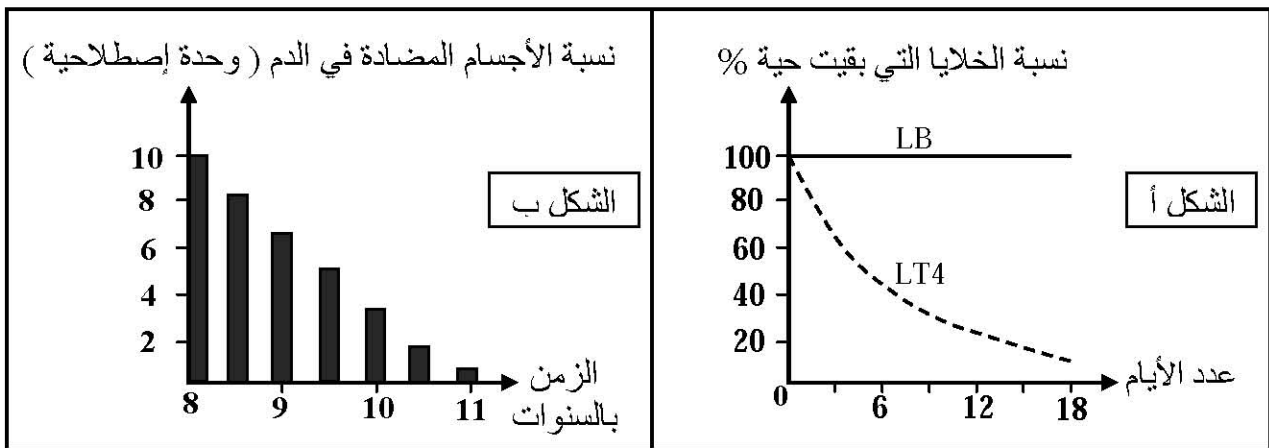 نسبة الخلايا التي بقيت حية %
100
80
60
40
20
0
6
12
18
LB
LT4
الشكل أ
عدد الأيام
نسبة الأجسام المضادة في الدم ( وحدة إصطلاحية )
10
8
6
4
2
8
9
10
11
الشكل ب
الزمن
بالسنوات